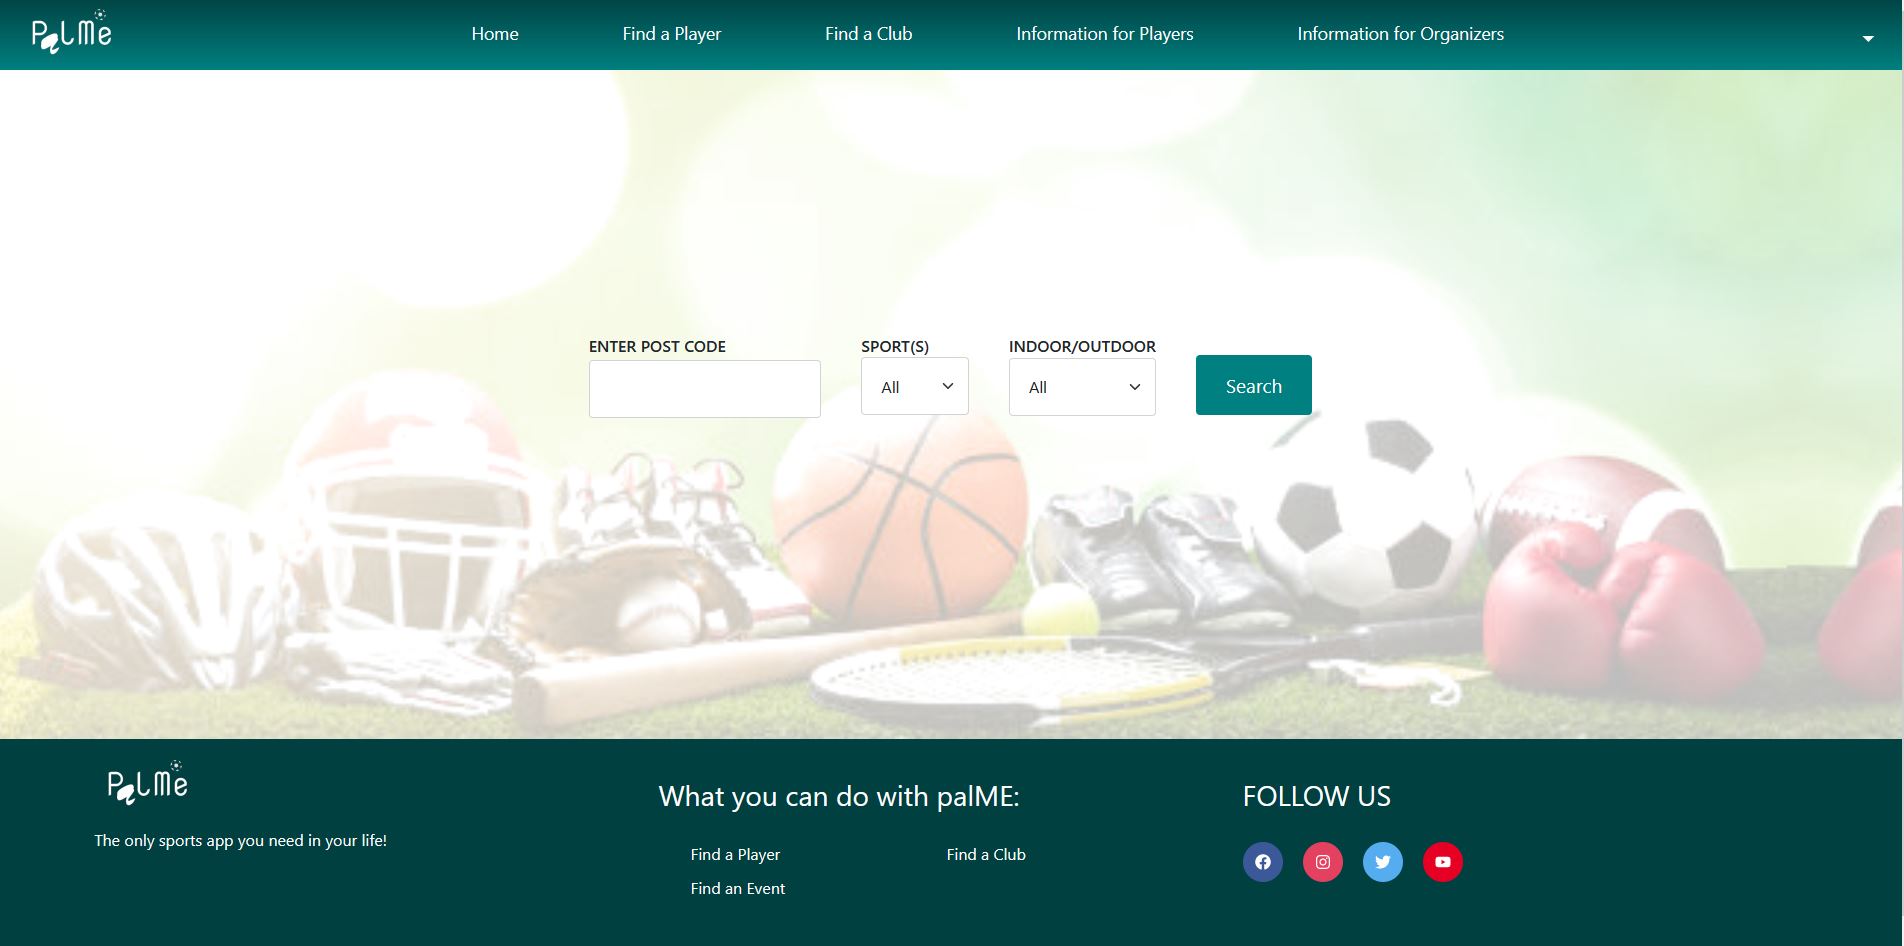 PalMe
Home Find a Player Find a Club Information for Players Information for Organizers
ENTER POST CODE SPORT(S) INDOOR/OUTDOOR
All All Search
PalMe
The only sports app you need in your life!
What you can do with palME:
Find a Player Find a Club
Find an Event
FOLLOW US